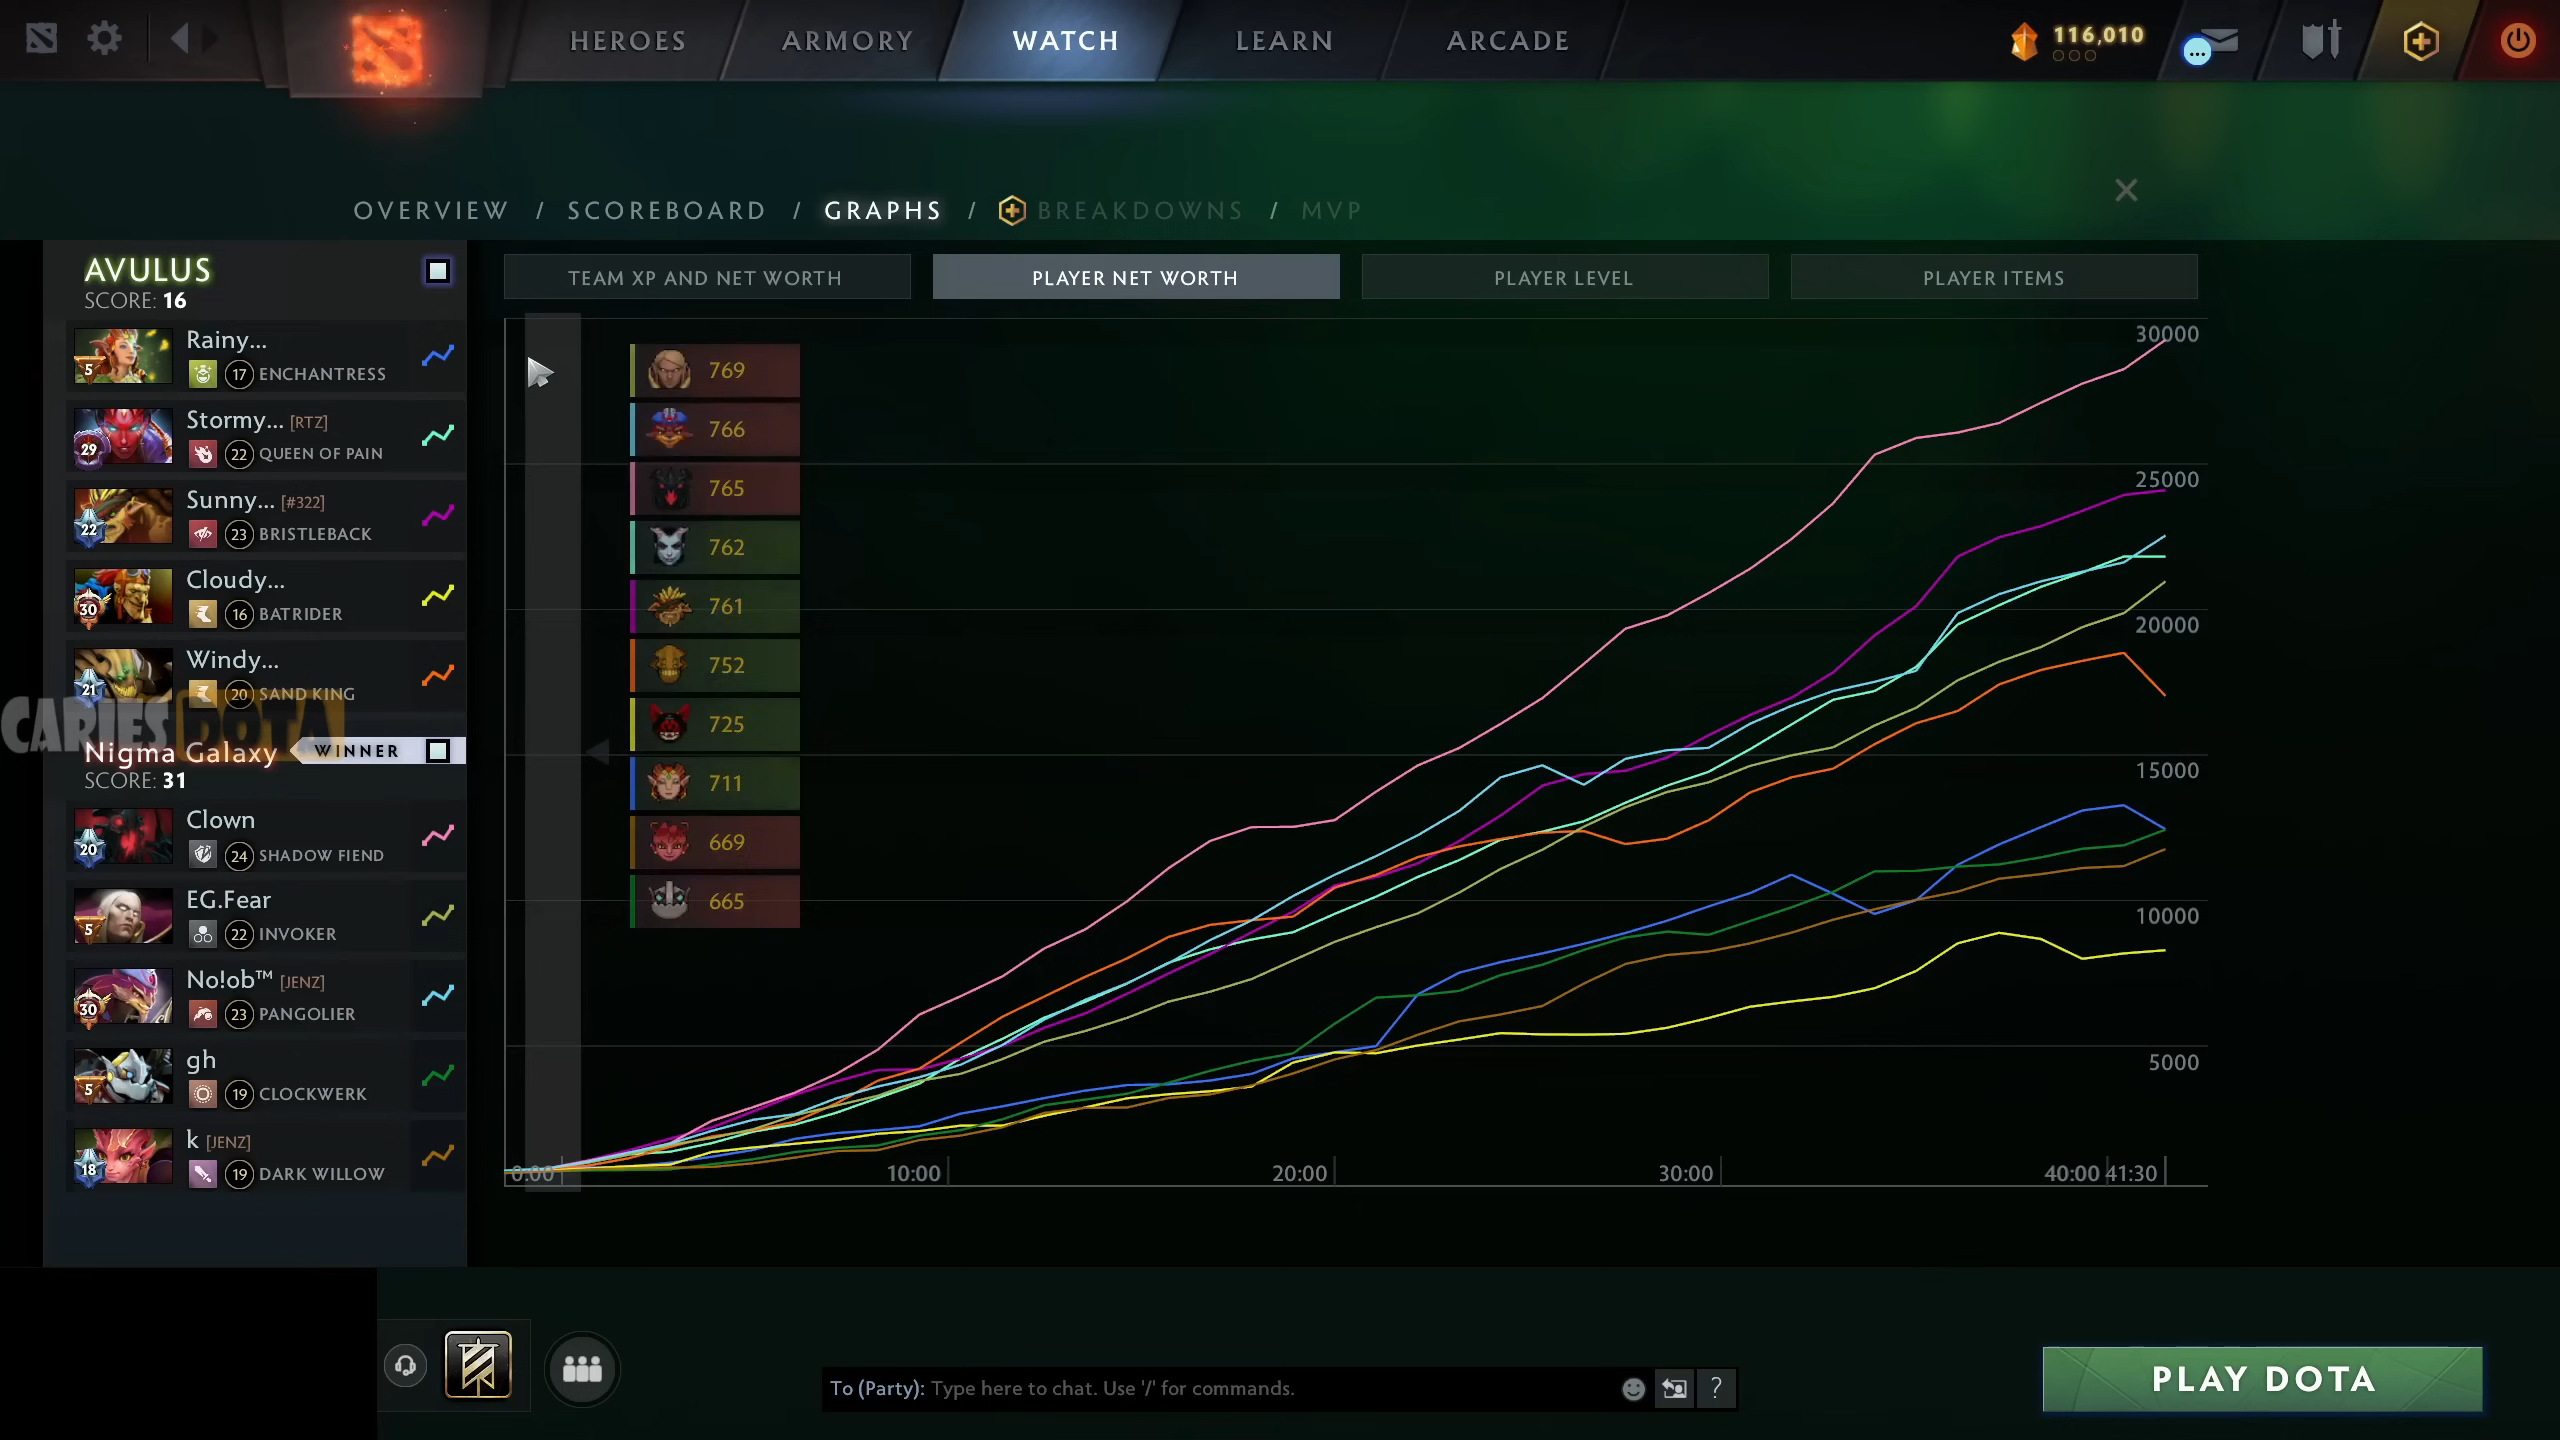 HEROES
ARMORY
WATCH
LEARN
ARCADE
116,010
OVERVIEW / SCOREBOARD / GRAPHS / BREAKDOWNS / MVP
AVULUS
SCORE: 16
5
Rainy...
17 ENCHANTRESS
29
Stormy... [RTZ]
22 QUEEN OF PAIN
22
Sunny... [#322]
23 BRISTLEBACK
30
Cloudy...
16 BATRIDER
21
Windy...
20 SAND KING
CARIES DOTA
Nigma Galaxy
WINNER
SCORE: 31
20
Clown
24 SHADOW FIEND
5
EG.Fear
22 INVOKER
30
No!ob™ [JENZ]
23 PANGOLIER
5
gh
19 CLOCKWERK
18
k [JENZ]
19 DARK WILLOW
TEAM XP AND NET WORTH
PLAYER NET WORTH
PLAYER LEVEL
PLAYER ITEMS
769
766
765
762
761
752
725
711
669
665
30000
25000
20000
15000
10000
5000
0:00
10:00
20:00
30:00
40:00
41:30
To (Party): Type here to chat. Use '/' for commands.
?
PLAY DOTA